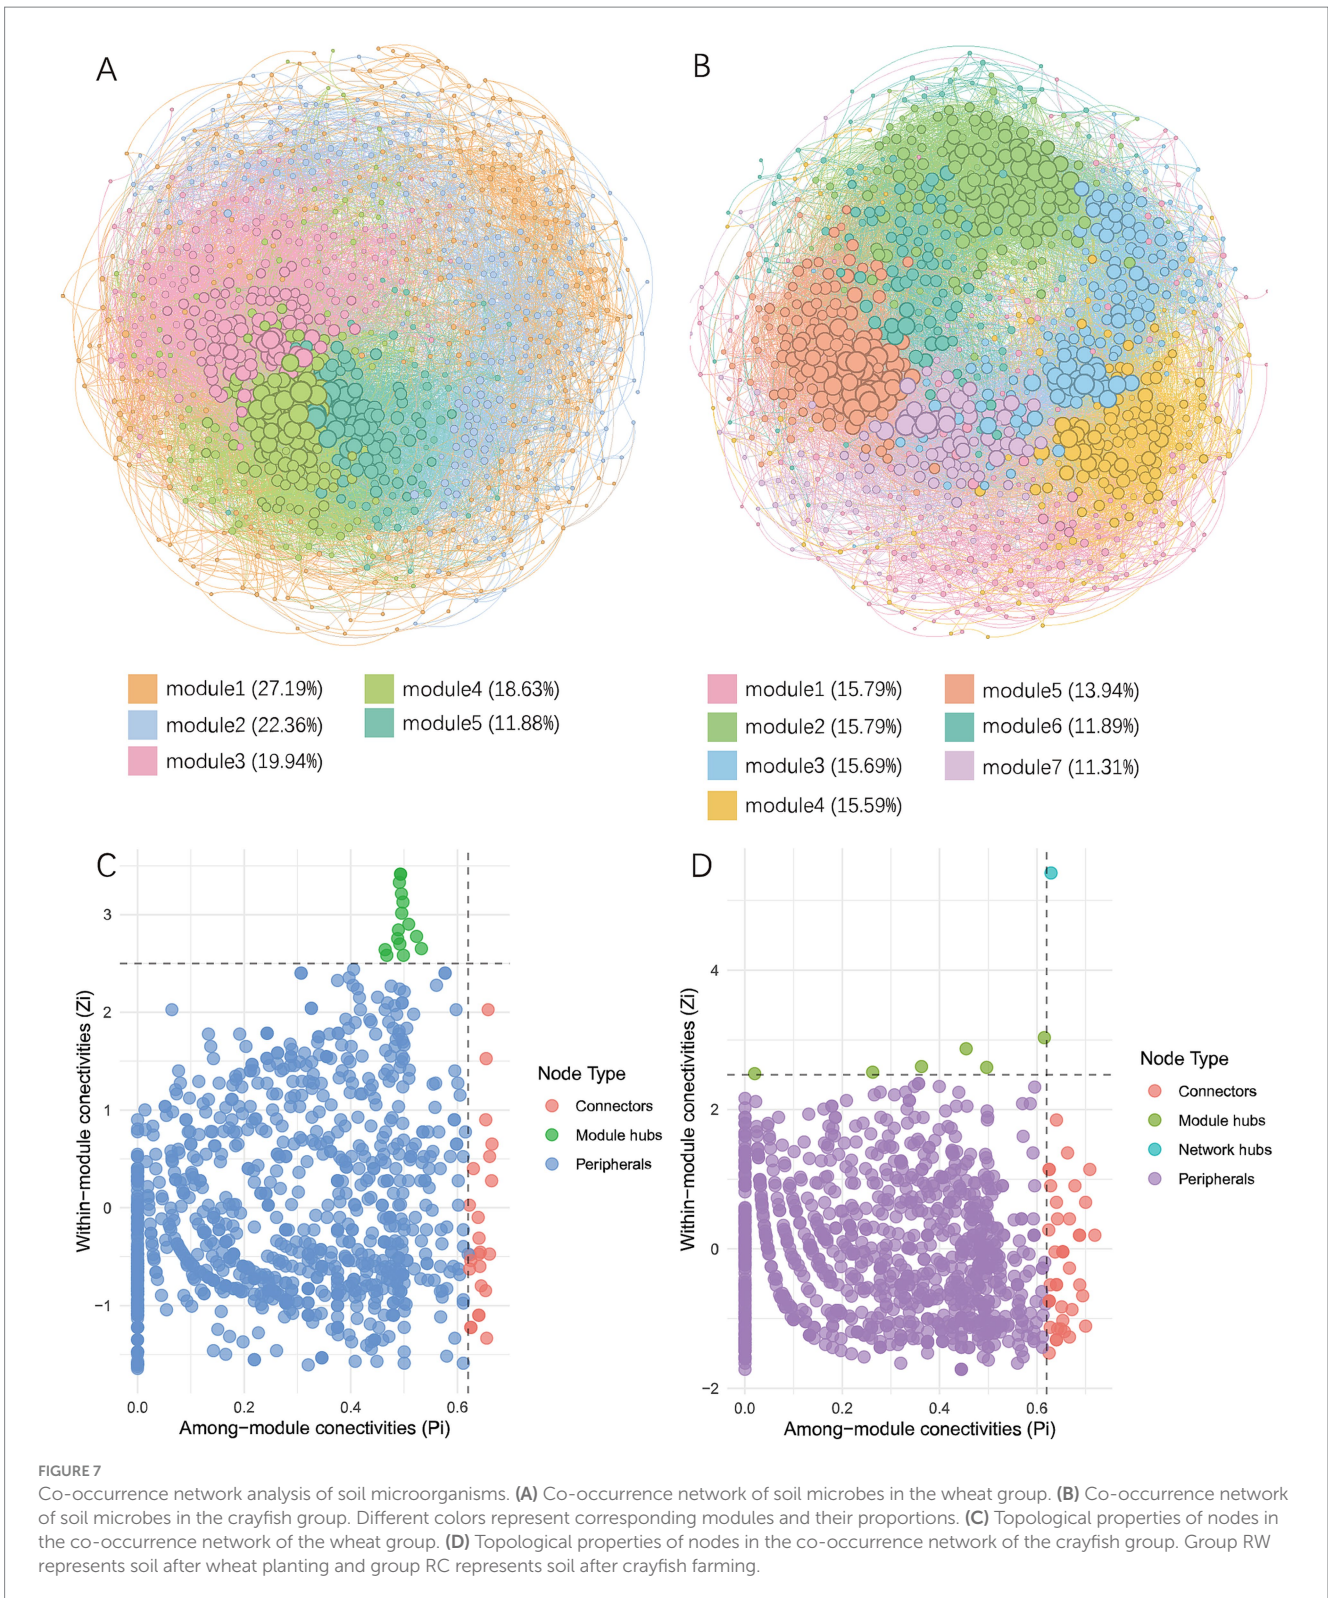 A
B
module1 (27.19%)
module2 (22.36%)
module3 (19.94%)
module4 (18.63%)
module5 (11.88%)
module1 (15.79%)
module2 (15.79%)
module3 (15.69%)
module4 (15.59%)
module5 (13.94%)
module6 (11.89%)
module7 (11.31%)
C
3
2
1
0
−1
Within−module conectivities (Zi)
0.0 0.2 0.4 0.6
Among−module conectivities (Pi)
Node Type
Connectors
Module hubs
Peripherals
D
4
2
0
−2
Within−module conectivities (Zi)
0.0 0.2 0.4 0.6
Among−module conectivities (Pi)
Node Type
Connectors
Module hubs
Network hubs
Peripherals
FIGURE 7
Co-occurrence network analysis of soil microorganisms. (A) Co-occurrence network of soil microbes in the wheat group. (B) Co-occurrence network
of soil microbes in the crayfish group. Different colors represent corresponding modules and their proportions. (C) Topological properties of nodes in
the co-occurrence network of the wheat group. (D) Topological properties of nodes in the co-occurrence network of the crayfish group. Group RW
represents soil after wheat planting and group RC represents soil after crayfish farming.